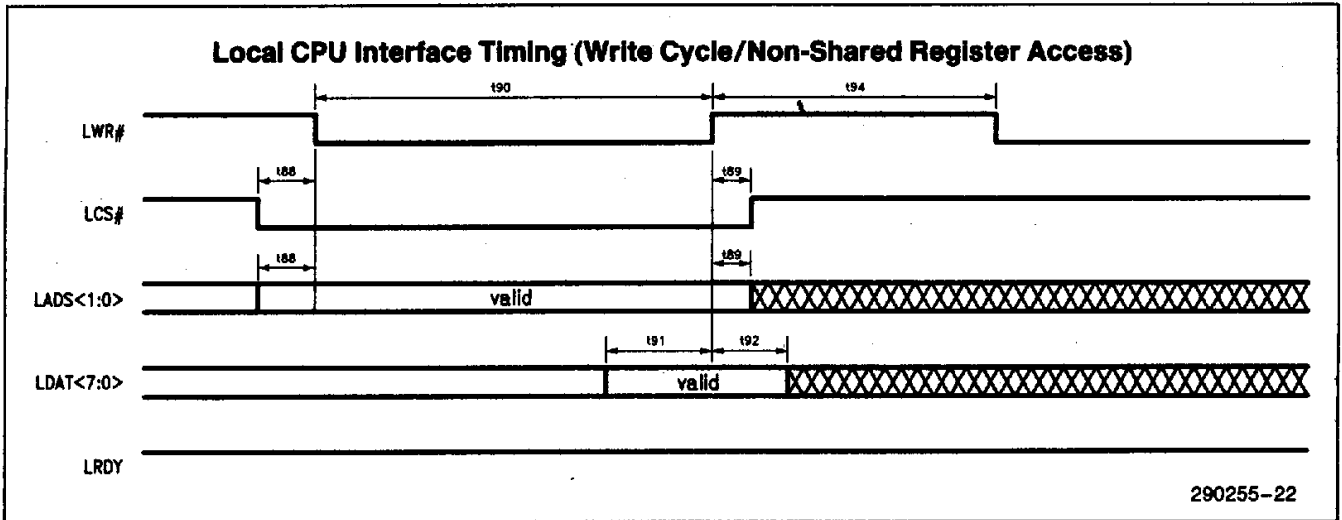 Local CPU Interface Timing (Write Cycle/Non-Shared Register Access)
t90 t94
LWR#
t88 t89
LCS#
t88 t89
LADS<1:0> valid
t91 t92
LDAT<7:0> valid
LRDY
290255-22